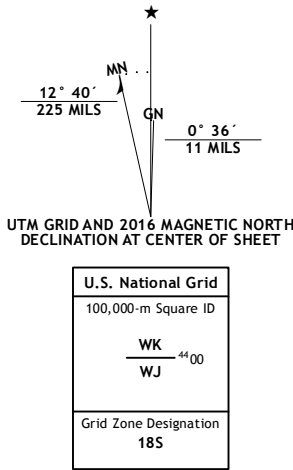 ★
MN
12° 40´
225 MILS
GN
0° 36´
11 MILS
UTM GRID AND 2016 MAGNETIC NORTH
DECLINATION AT CENTER OF SHEET
U.S. National Grid
100,000-m Square ID
WK
⁴⁴00
WJ
Grid Zone Designation
18S